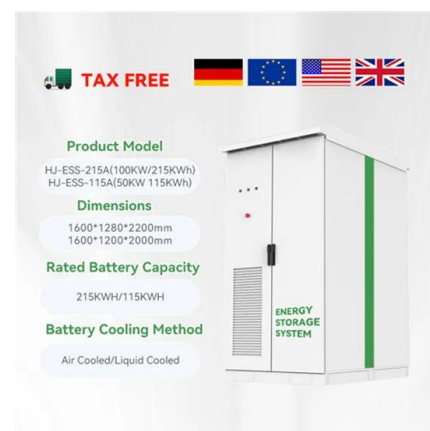 TAX FREE
Product Model
HJ-ESS-215A(100KW/215KWh)
HJ-ESS-115A(50KW 115KWh)
Dimensions
1600*1280*2200mm
1600*1200*2000mm
Rated Battery Capacity
215KWH/115KWH
Battery Cooling Method
Air Cooled/Liquid Cooled
ENERGY
STORAGE
SYSTEM